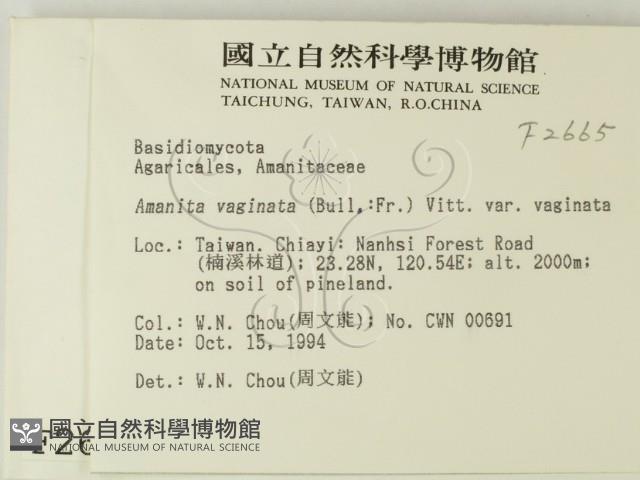 國立自然科學博物館
NATIONAL MUSEUM OF NATURAL SCIENCE
TAICHUNG, TAIWAN, R.O.CHINA
F2665
Basidiomycota
Agaricales, Amanitaceae
Amanita vaginata (Bull.:Fr.) Vitt. var. vaginata
Loc.: Taiwan. Chiayi: Nanhsi Forest Road
(楠溪林道); 23.28N, 120.54E; alt. 2000m;
on soil of pineland.
Col.: W.N. Chou(周文能); No. CWN 00691
Date: Oct. 15, 1994
Det.: W.N. Chou(周文能)
F26
國立自然科學博物館
NATIONAL MUSEUM OF NATURAL SCIENCE